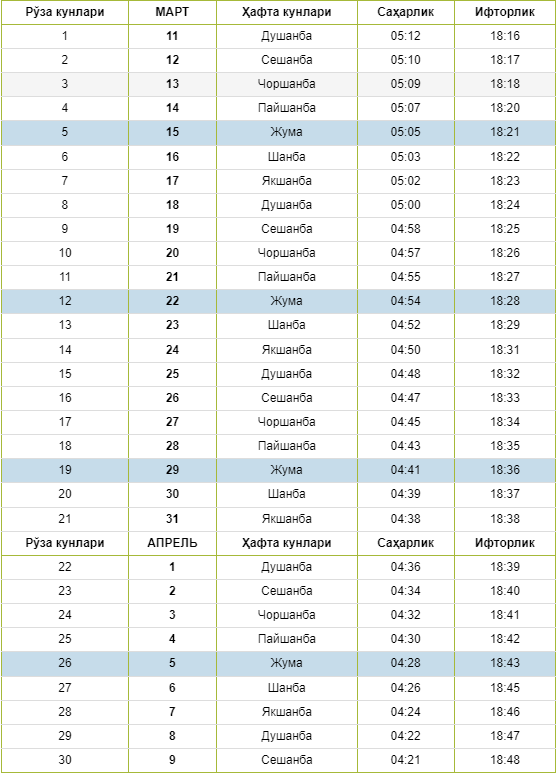 Рўза кунлари МАРТ Ҳафта кунлари Саҳарлик Ифторлик
1 11 Душанба 05:12 18:16
2 12 Сешанба 05:10 18:17
3 13 Чоршанба 05:09 18:18
4 14 Пайшанба 05:07 18:20
5 15 Жума 05:05 18:21
6 16 Шанба 05:03 18:22
7 17 Якшанба 05:02 18:23
8 18 Душанба 05:00 18:24
9 19 Сешанба 04:58 18:25
10 20 Чоршанба 04:57 18:26
11 21 Пайшанба 04:55 18:27
12 22 Жума 04:54 18:28
13 23 Шанба 04:52 18:29
14 24 Якшанба 04:50 18:31
15 25 Душанба 04:48 18:32
16 26 Сешанба 04:47 18:33
17 27 Чоршанба 04:45 18:34
18 28 Пайшанба 04:43 18:35
19 29 Жума 04:41 18:36
20 30 Шанба 04:39 18:37
21 31 Якшанба 04:38 18:38
Рўза кунлари АПРЕЛЬ Ҳафта кунлари Саҳарлик Ифторлик
22 1 Душанба 04:36 18:39
23 2 Сешанба 04:34 18:40
24 3 Чоршанба 04:32 18:41
25 4 Пайшанба 04:30 18:42
26 5 Жума 04:28 18:43
27 6 Шанба 04:26 18:45
28 7 Якшанба 04:24 18:46
29 8 Душанба 04:22 18:47
30 9 Сешанба 04:21 18:48